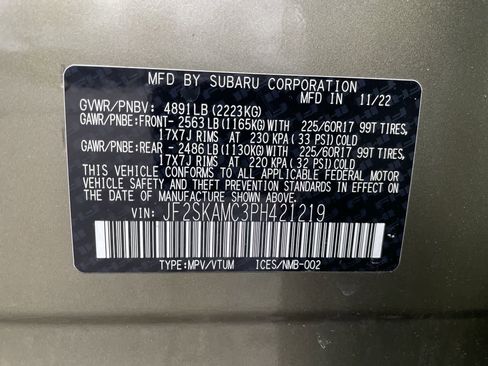 MFD BY SUBARU CORPORATION
MFD IN 11/22
GVWR/PNBV: 4891LB(2223KG)
GAWR/PNBE:FRONT-2563LB(1165KG)WITH 225/60R17 99T TIRES,
17X7J RIMS AT 230 KPA(33 PSI)COLD
GAWR/PNBE:REAR -2486LB(1130KG)WITH 225/60R17 99T TIRES,
17X7J RIMS AT 220 KPA(32 PSI)COLD
THIS VEHICLE CONFORMS TO ALL APPLICABLE FEDERAL MOTOR
VEHICLE SAFETY AND THEFT PREVENTION STANDARDS IN EFFECT
ON THE DATE OF MANUFACTURE SHOWN ABOVE.
VIN: JF2SKAMC3PH421219
TYPE:MPV/VTUM ICES/NMB-002